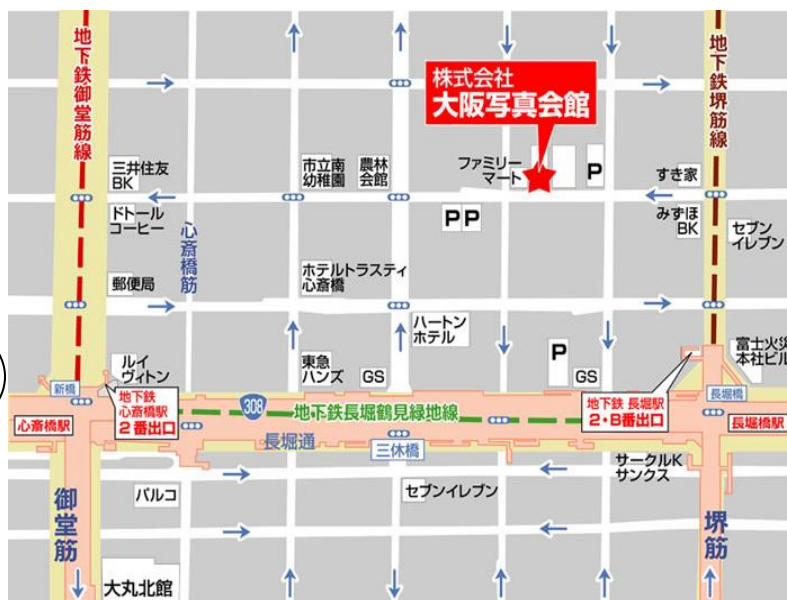 地下鉄御堂筋線
株式会社
大阪写真会館
地下鉄堺筋線
三井住友
BK
市立南
幼稚園
農林
会館
ファミリー
マート
P
すき家
ドトール
コーヒー
心斎橋筋
PP
みずほ
BK
セブン
イレブン
郵便局
ホテルトラスティ
心斎橋
ハートン
ホテル
ルイ
ヴィトン
東急
ハンズ
GS
P
GS
富士火災
本社ビル
新橋
地下鉄
心斎橋駅
2番出口
308
地下鉄長堀鶴見緑地線
地下鉄 長堀駅
2・B番出口
長堀橋
心斎橋駅
長堀通
三休橋
長堀橋駅
サークルK
サンクス
パルコ
セブンイレブン
御堂筋
堺筋
大丸北館